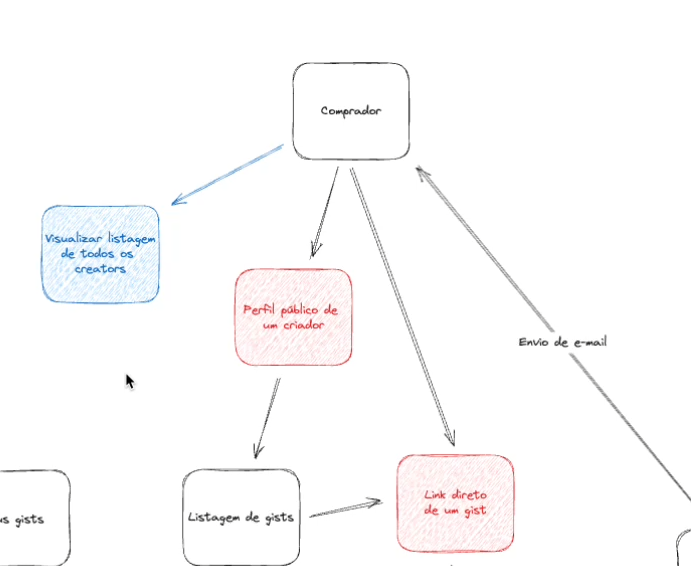 Comprador
Visualizar listagem
de todos os
creators
Perfil público de
um criador
Envio de e-mail
Link direto
de um gist
Listagem de gists
gists